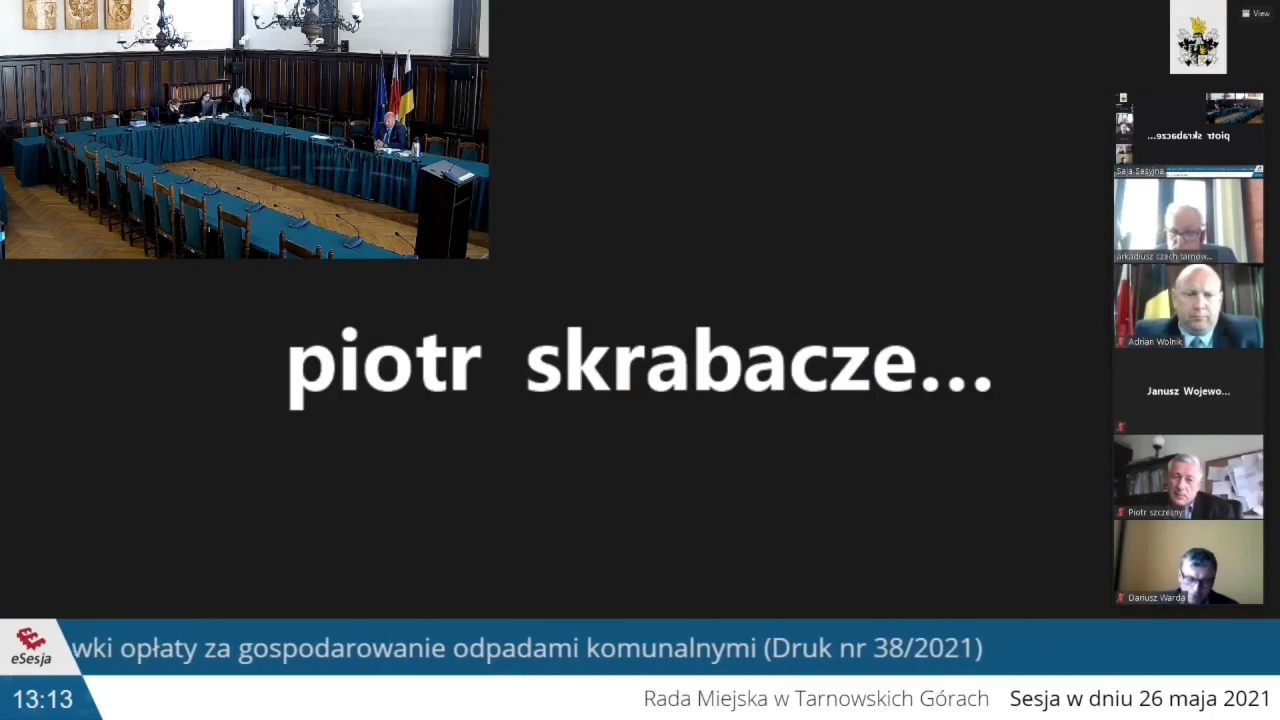 View
piotr skrabacze...
piotr skrabacze...
Sala Sesyjna
arkadiusz czech tarnow...
Adrian Wolnik
Janusz Wojewo...
Piotr szczęsny
Dariusz Warda
eSesja
wki opłaty za gospodarowanie odpadami komunalnymi (Druk nr 38/2021)
13:13
Rada Miejska w Tarnowskich Górach
Sesja w dniu 26 maja 2021